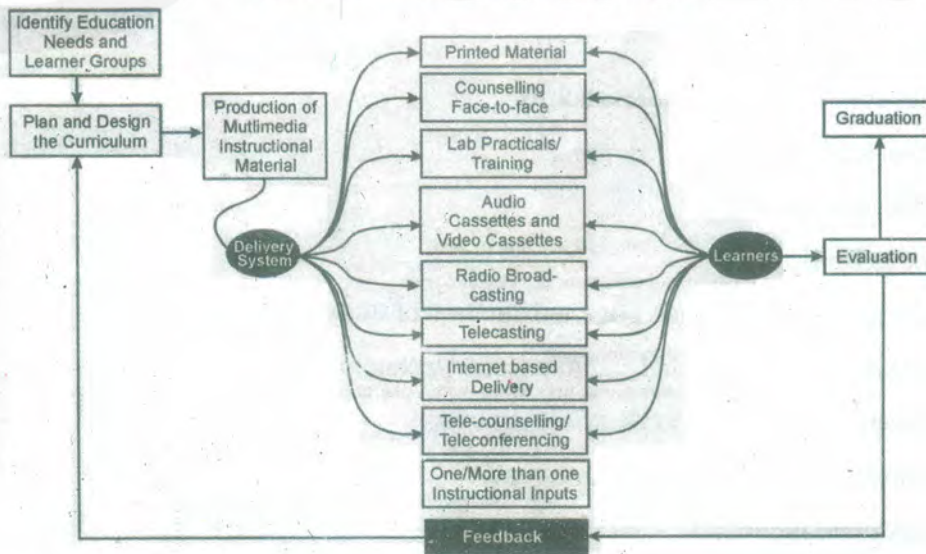 Identify Education
Needs and
Learner Groups
Plan and Design
the Curriculum
Production of
Mutlimedia
Instructional
Material
Delivery
System
Printed Material
Counselling
Face-to-face
Lab Practicals/
Training
Audio
Cassettes and
Video Cassettes
Radio Broad-
casting
Telecasting
Internet based
Delivery
Tele-counselling/
Teleconferencing
One/More than one
Instructional Inputs
Feedback
Learners
Graduation
Evaluation